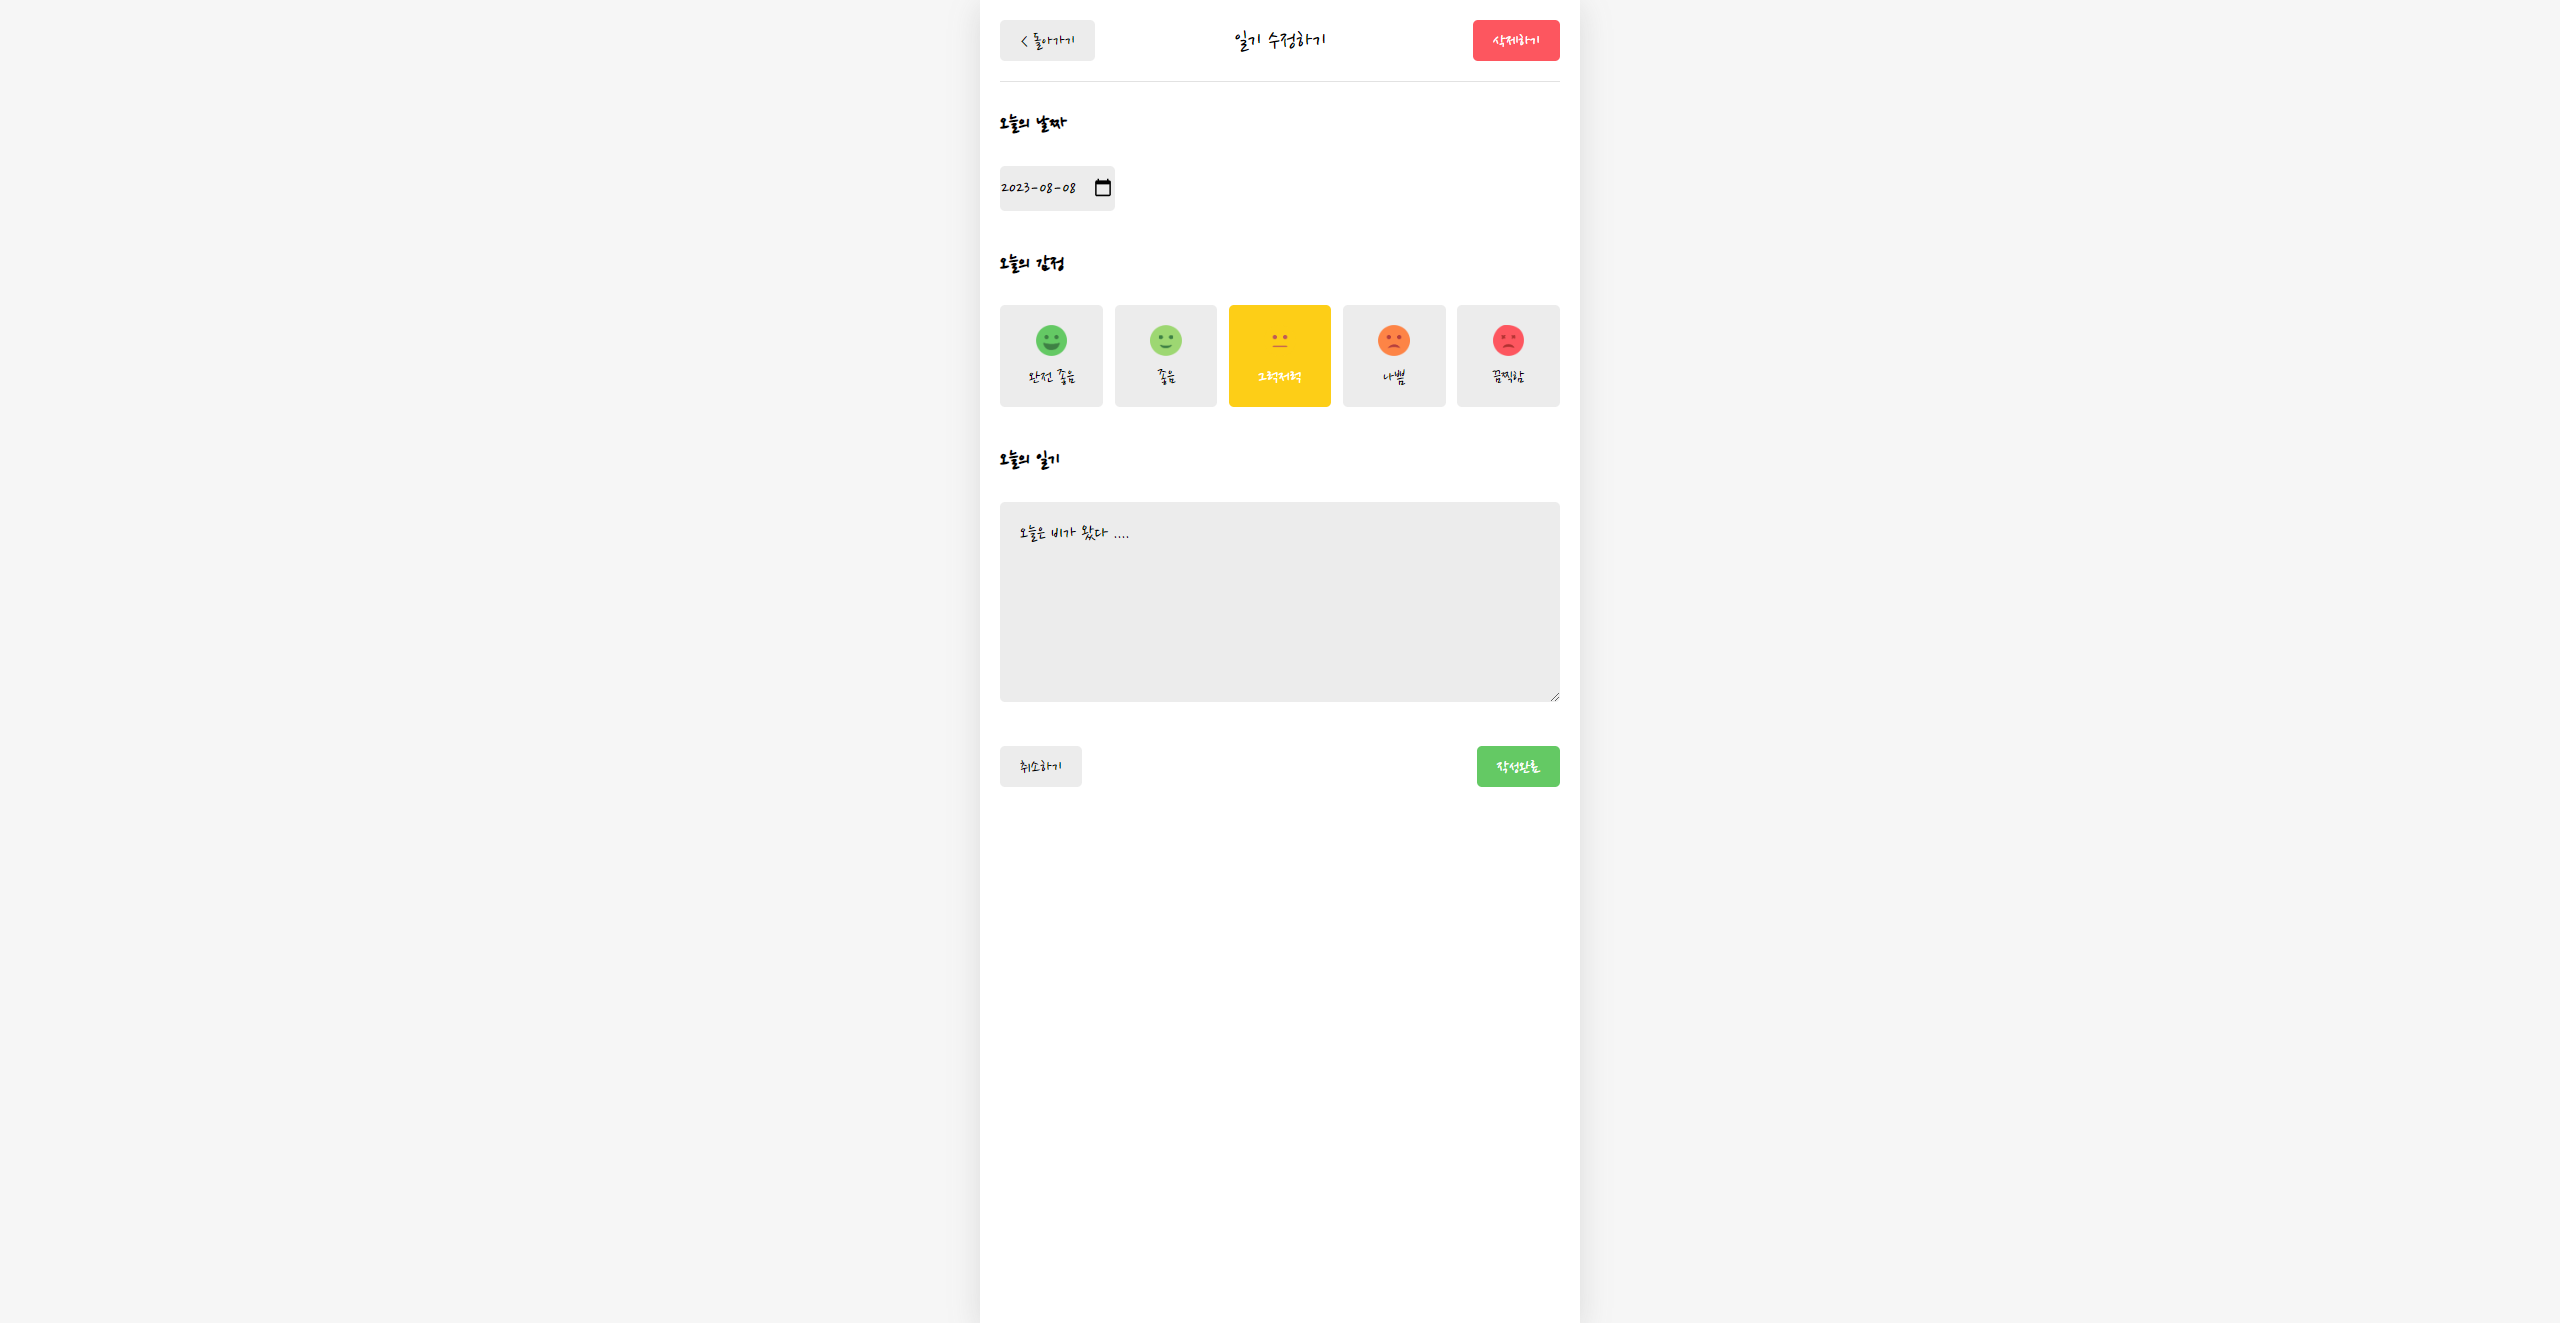 < 돌아가기
일기 수정하기
삭제하기
오늘의 날짜
2023-08-08
오늘의 감정
완전 좋음
좋음
그럭저럭
나쁨
끔찍함
오늘의 일기
오늘은 비가 왔다 ....
취소하기
작성완료